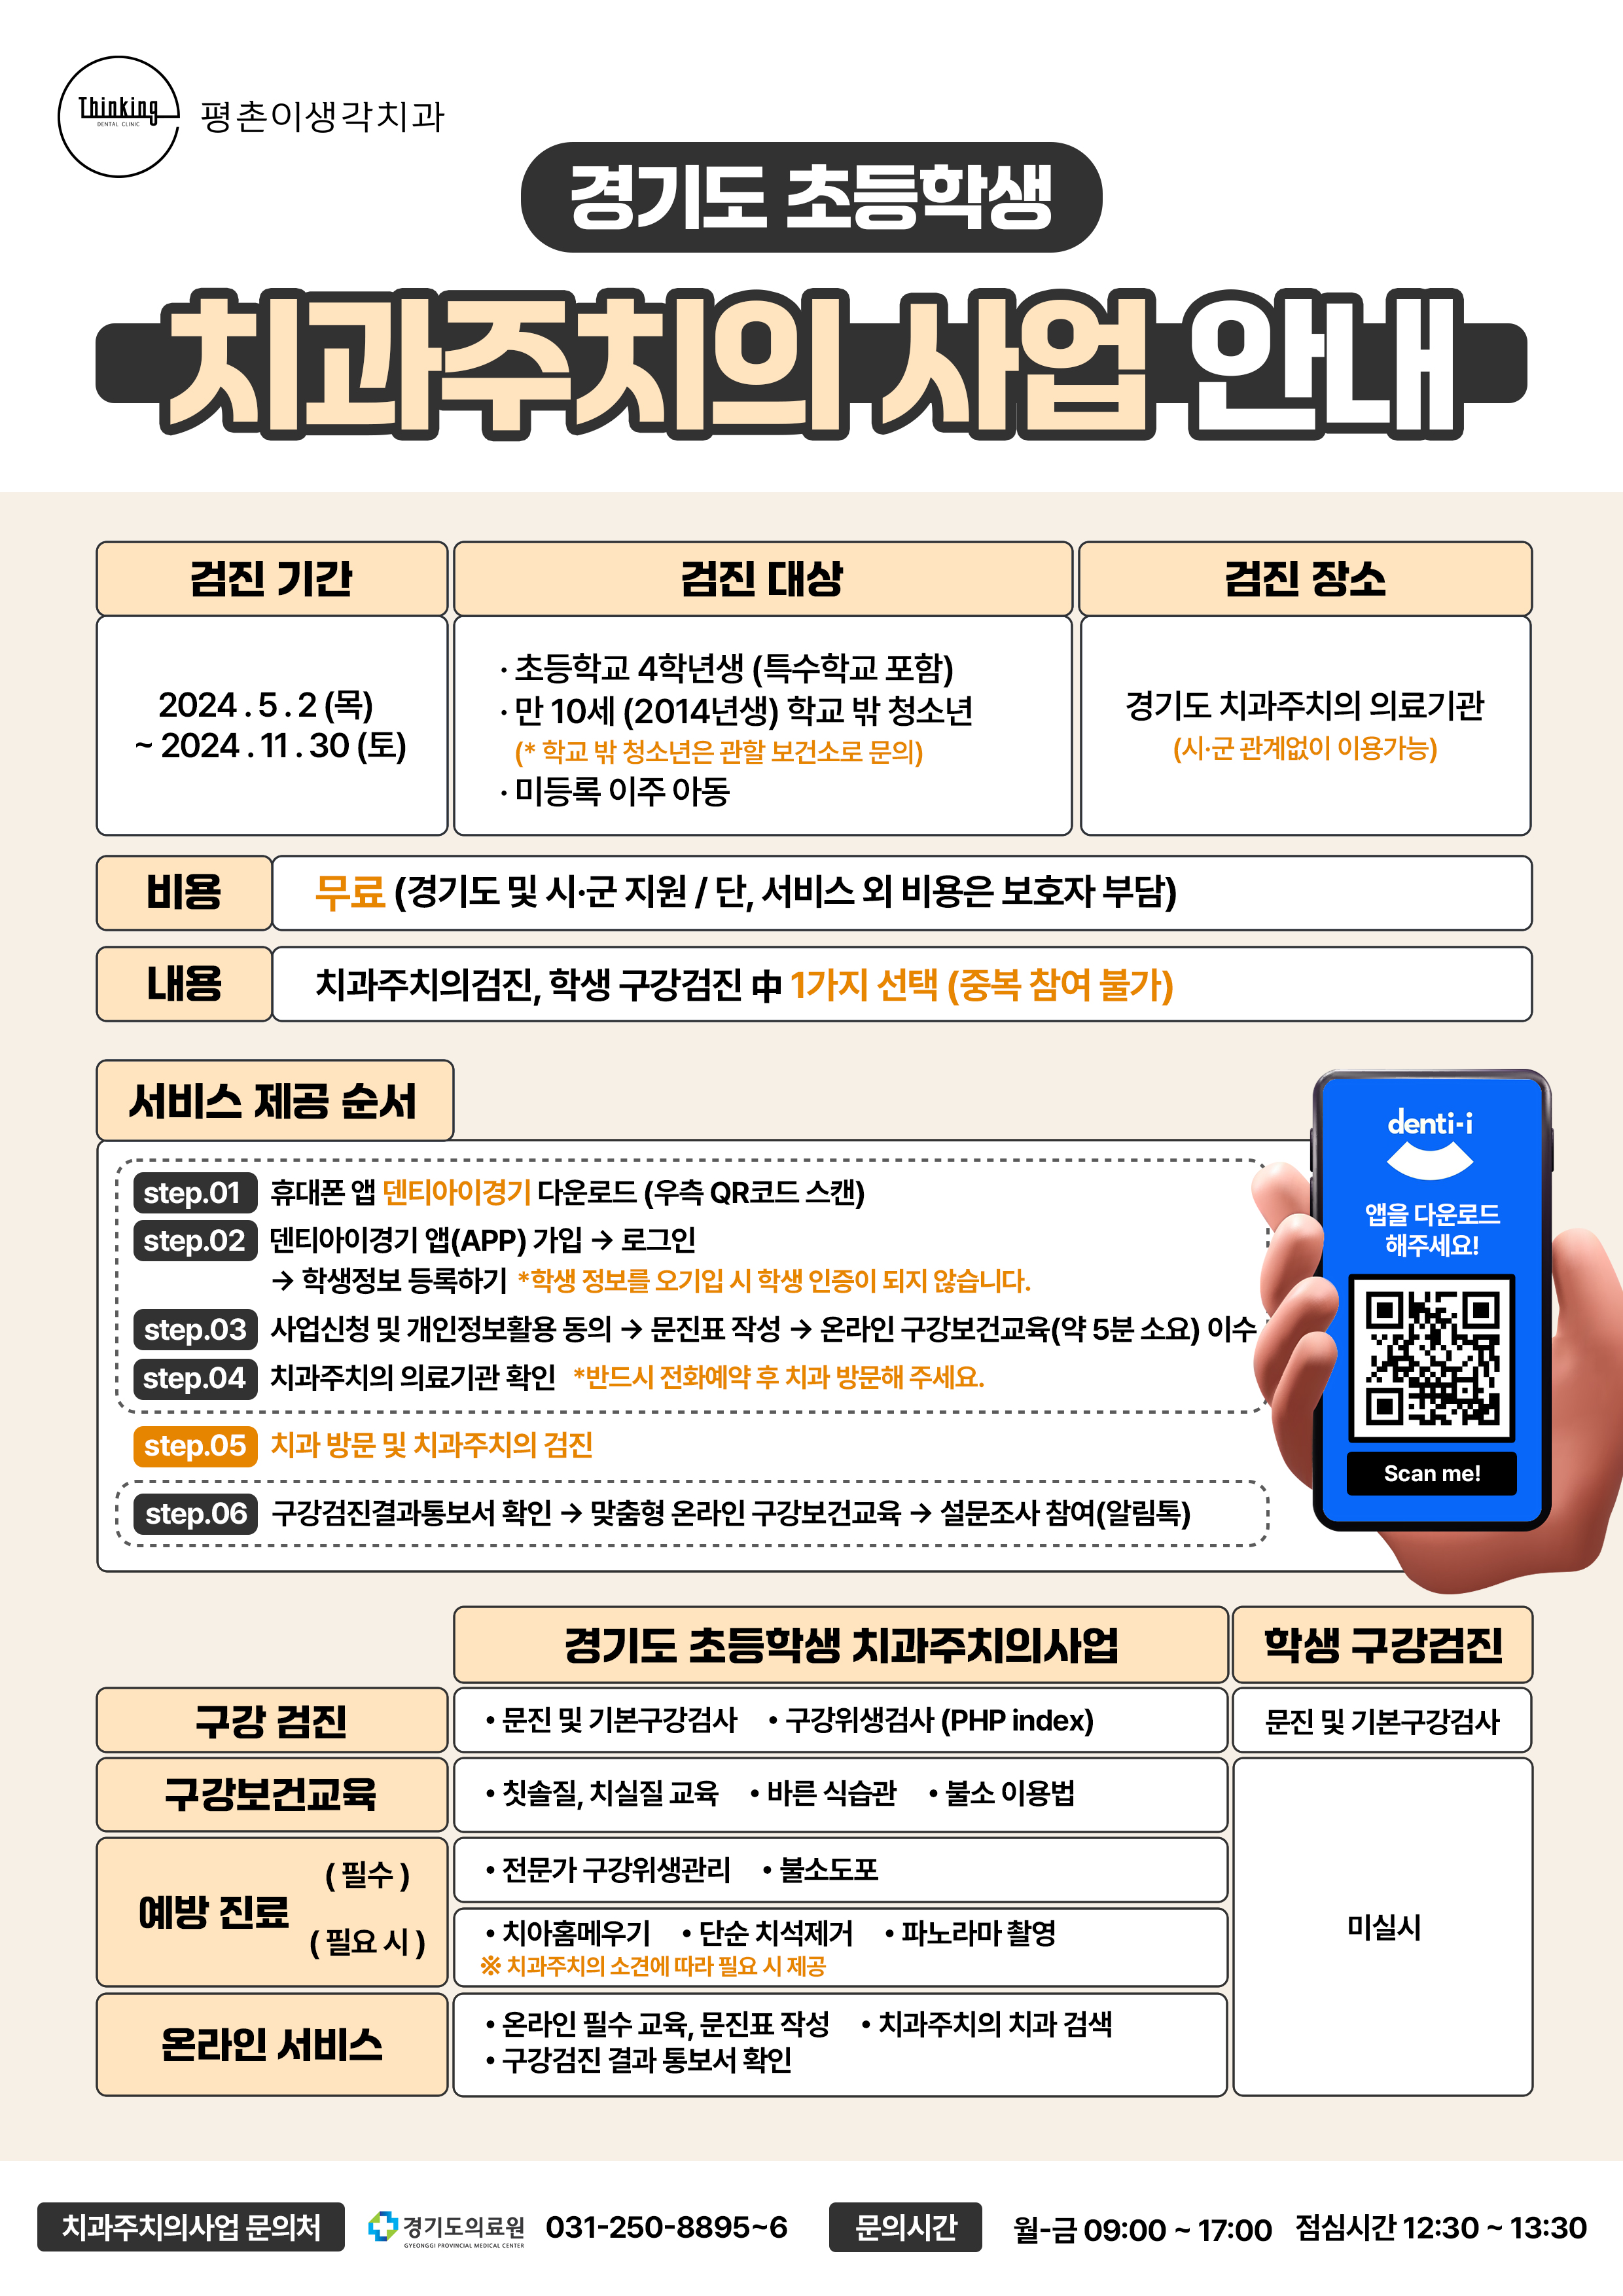 Thinking
DENTAL CLINIC
평촌이생각치과
경기도 초등학생
치과주치의 사업 안내
검진 기간
2024 . 5 . 2 (목)
~ 2024 . 11 . 30 (토)
검진 대상
· 초등학교 4학년생 (특수학교 포함)
· 만 10세 (2014년생) 학교 밖 청소년
(* 학교 밖 청소년은 관할 보건소로 문의)
· 미등록 이주 아동
검진 장소
경기도 치과주치의 의료기관
(시·군 관계없이 이용가능)
비용
무료 (경기도 및 시·군 지원 / 단, 서비스 외 비용은 보호자 부담)
내용
치과주치의검진, 학생 구강검진 中 1가지 선택 (중복 참여 불가)
서비스 제공 순서
step.01 휴대폰 앱 덴티아이경기 다운로드 (우측 QR코드 스캔)
step.02 덴티아이경기 앱(APP) 가입 → 로그인
→ 학생정보 등록하기 *학생 정보를 오기입 시 학생 인증이 되지 않습니다.
step.03 사업신청 및 개인정보활용 동의 → 문진표 작성 → 온라인 구강보건교육(약 5분 소요) 이수
step.04 치과주치의 의료기관 확인 *반드시 전화예약 후 치과 방문해 주세요.
step.05 치과 방문 및 치과주치의 검진
step.06 구강검진결과통보서 확인 → 맞춤형 온라인 구강보건교육 → 설문조사 참여(알림톡)
denti-i
앱을 다운로드
해주세요!
Scan me!
경기도 초등학생 치과주치의사업
학생 구강검진
구강 검진
• 문진 및 기본구강검사 • 구강위생검사 (PHP index)
문진 및 기본구강검사
구강보건교육
• 칫솔질, 치실질 교육 • 바른 식습관 • 불소 이용법
미실시
예방 진료
( 필수 )
• 전문가 구강위생관리 • 불소도포
( 필요 시 )
• 치아홈메우기 • 단순 치석제거 • 파노라마 촬영
※ 치과주치의 소견에 따라 필요 시 제공
온라인 서비스
• 온라인 필수 교육, 문진표 작성 • 치과주치의 치과 검색
• 구강검진 결과 통보서 확인
치과주치의사업 문의처
경기도의료원
GYEONGGI PROVINCIAL MEDICAL CENTER
031-250-8895~6
문의시간
월-금 09:00 ~ 17:00 점심시간 12:30 ~ 13:30